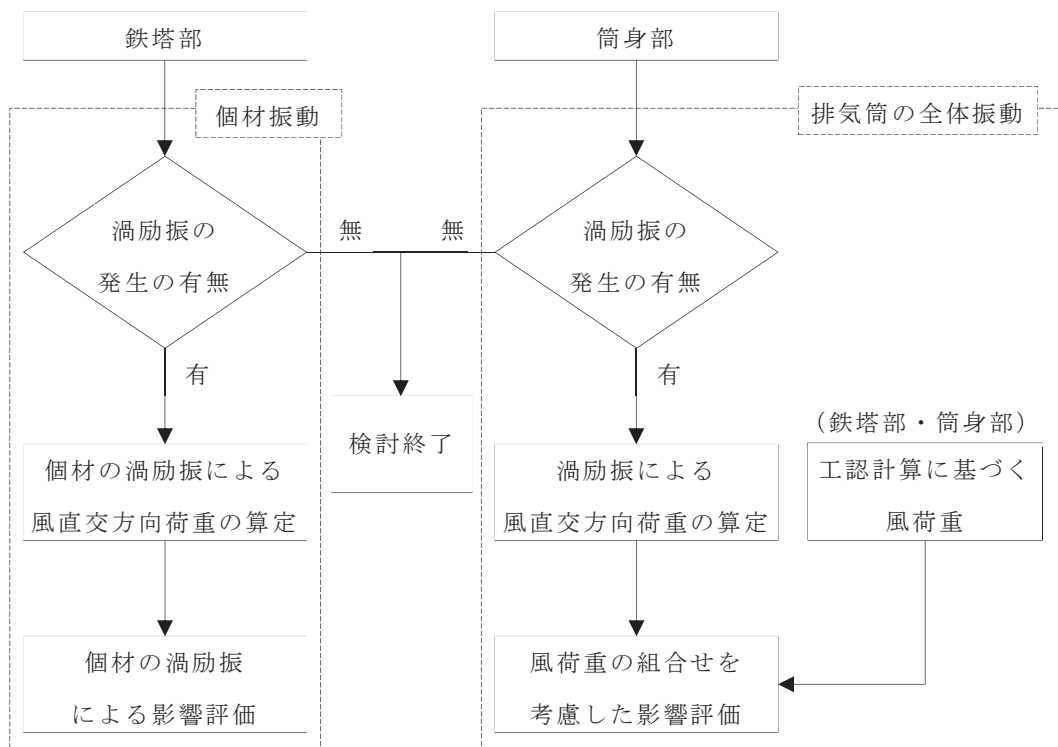 鉄塔部
筒身部
個材振動
排気筒の全体振動
渦励振の
発生の有無
無
無
渦励振の
発生の有無
有
有
検討終了
(鉄塔部・筒身部)
個材の渦励振による
風直交方向荷重の算定
渦励振による
風直交方向荷重の算定
工認計算に基づく
風荷重
個材の渦励振
による影響評価
風荷重の組合せを
考慮した影響評価